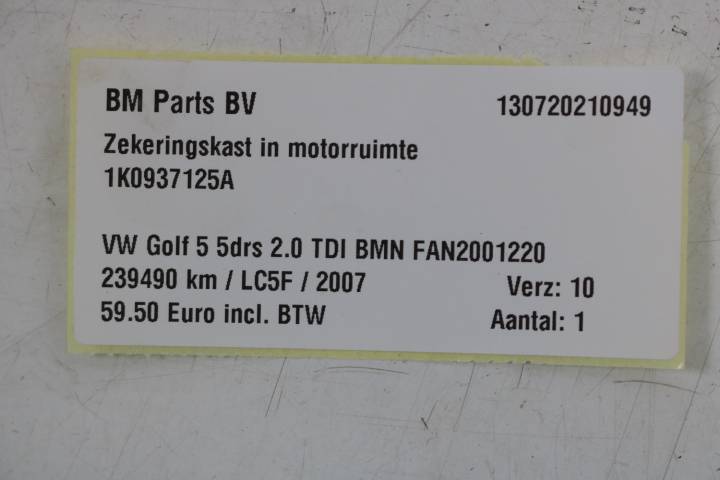 BM Parts BV 130720210949
Zekeringskast in motorruimte
1K0937125A
VW Golf 5 5drs 2.0 TDI BMN FAN2001220
239490 km / LC5F / 2007 Verz: 10
59.50 Euro incl. BTW Aantal: 1